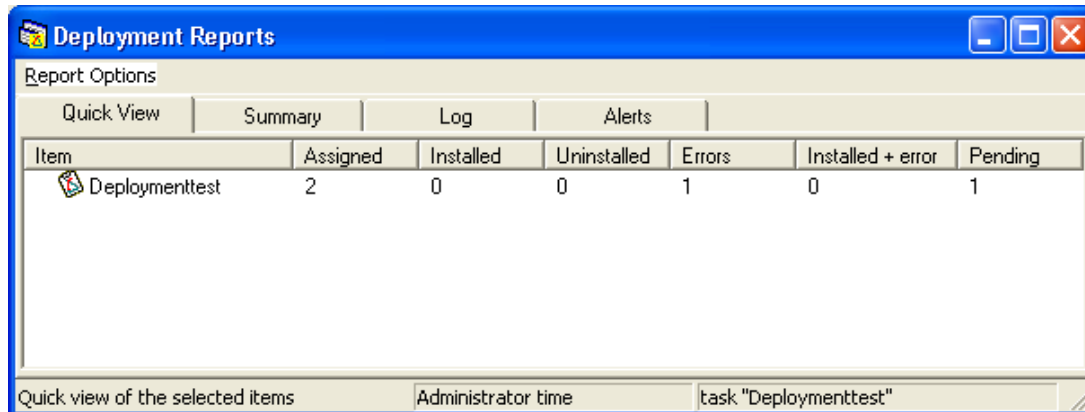 Deployment Reports
Report Options
Quick View Summary Log Alerts
Item Assigned Installed Uninstalled Errors Installed + error Pending
Deploymenttest 2 0 0 1 0 1
Quick view of the selected items Administrator time task "Deploymenttest"